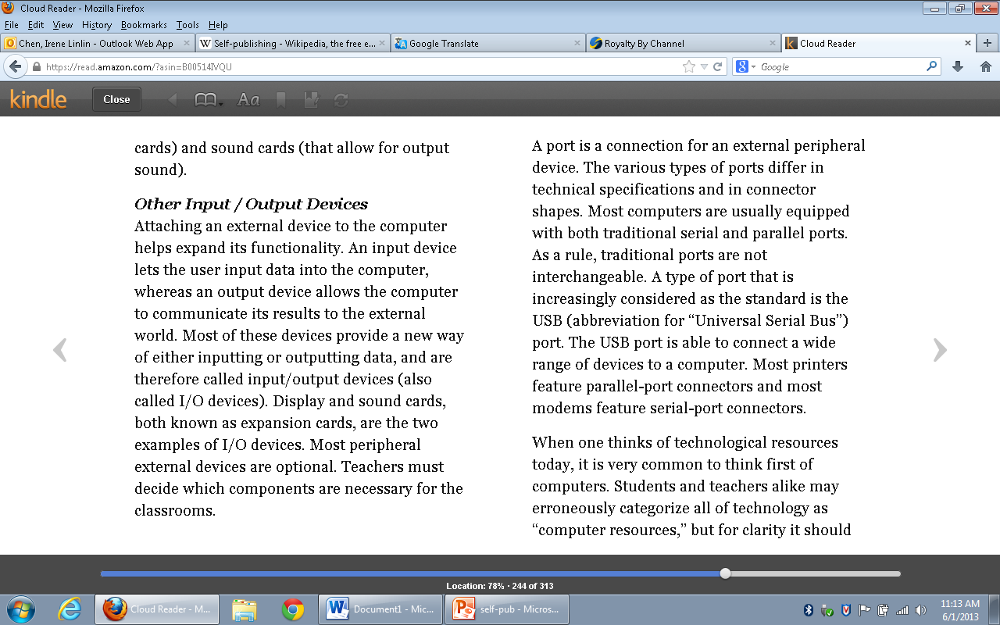 Cloud Reader - Mozilla Firefox
File Edit View History Bookmarks Tools Help
Chen, Irene Linlin - Outlook Web App
Self-publishing - Wikipedia, the free e...
Google Translate
Royalty By Channel
Cloud Reader
https://read.amazon.com/?asin=B00514IVQU
Google
kindle
Close
Aa
cards) and sound cards (that allow for output
sound).
Other Input / Output Devices
Attaching an external device to the computer
helps expand its functionality. An input device
lets the user input data into the computer,
whereas an output device allows the computer
to communicate its results to the external
world. Most of these devices provide a new way
of either inputting or outputting data, and are
therefore called input/output devices (also
called I/O devices). Display and sound cards,
both known as expansion cards, are the two
examples of I/O devices. Most peripheral
external devices are optional. Teachers must
decide which components are necessary for the
classrooms.
A port is a connection for an external peripheral
device. The various types of ports differ in
technical specifications and in connector
shapes. Most computers are usually equipped
with both traditional serial and parallel ports.
As a rule, traditional ports are not
interchangeable. A type of port that is
increasingly considered as the standard is the
USB (abbreviation for “Universal Serial Bus”)
port. The USB port is able to connect a wide
range of devices to a computer. Most printers
feature parallel-port connectors and most
modems feature serial-port connectors.
When one thinks of technological resources
today, it is very common to think first of
computers. Students and teachers alike may
erroneously categorize all of technology as
“computer resources,” but for clarity it should
Location: 78% · 244 of 313
Cloud Reader - M...
Document1 - Mic...
self-pub - Micros...
11:13 AM
6/1/2013